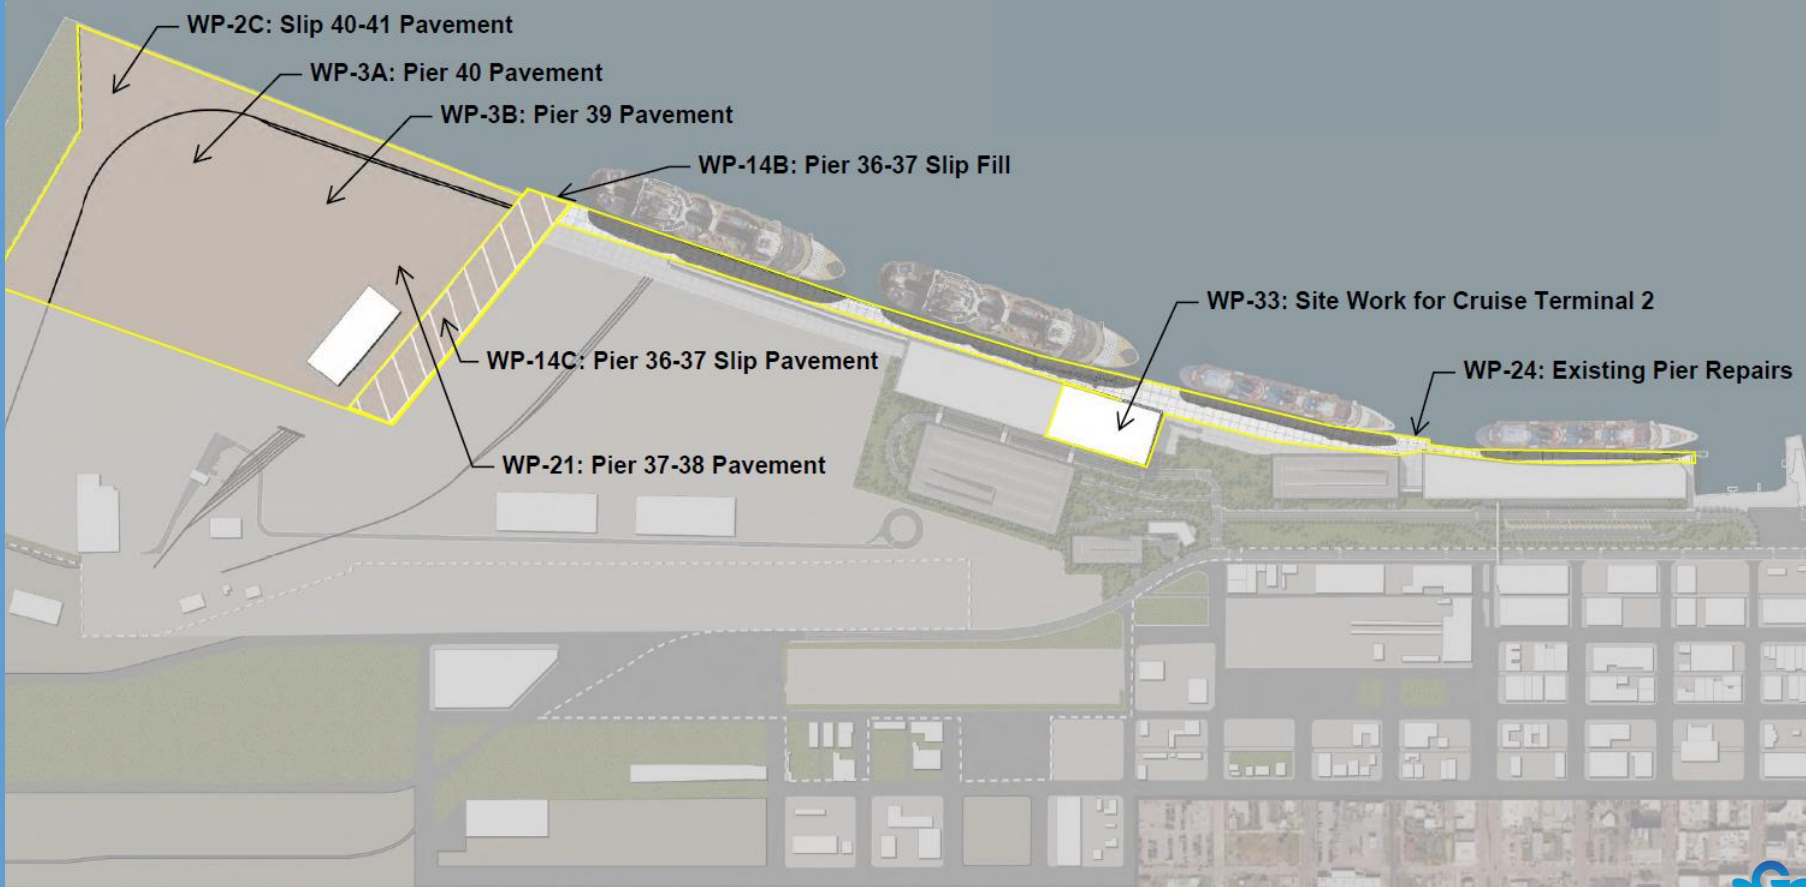 WP-2C: Slip 40-41 Pavement
WP-3A: Pier 40 Pavement
WP-3B: Pier 39 Pavement
WP-14B: Pier 36-37 Slip Fill
WP-33: Site Work for Cruise Terminal 2
WP-14C: Pier 36-37 Slip Pavement
WP-24: Existing Pier Repairs
WP-21: Pier 37-38 Pavement